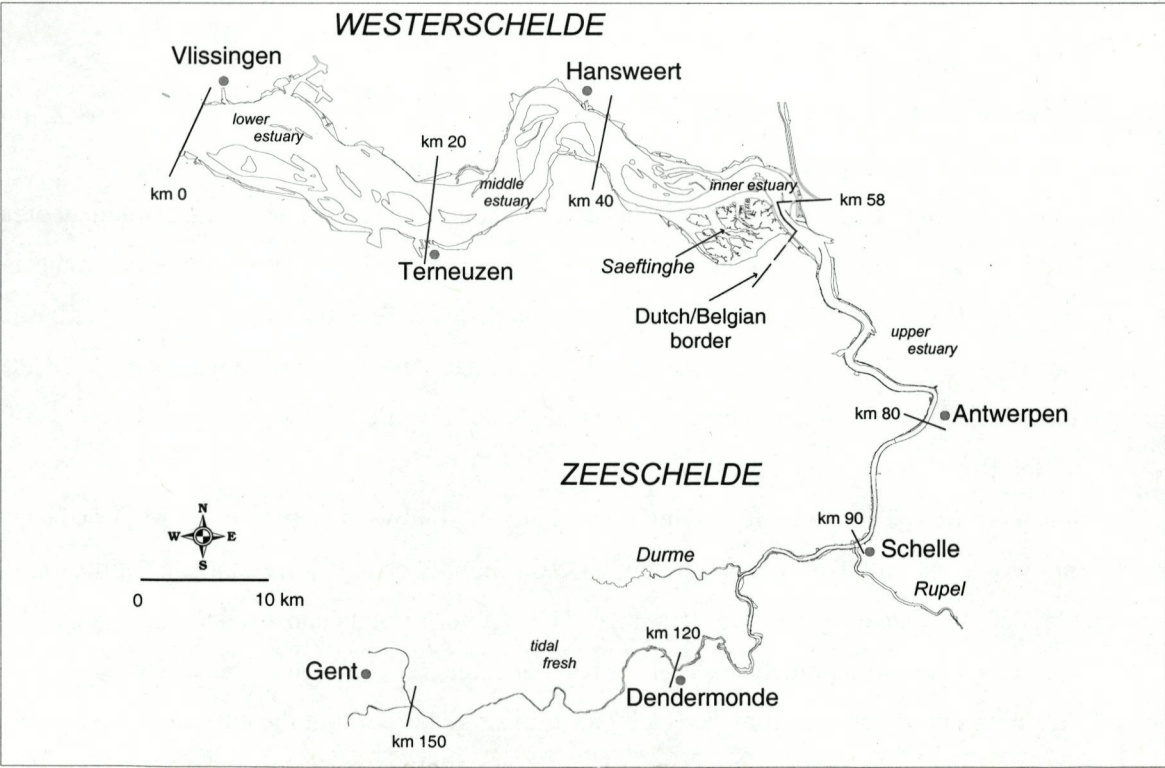 WESTERSCHELDE
Vlissingen
Hansweert
lower
estuary
km 20
middle
estuary
km 0
km 40
inner estuary
km 58
Terneuzen
Saeftinghe
Dutch/Belgian
border
upper
estuary
km 80
Antwerpen
ZEESCHELDE
N
W
E
S
km 90
Schelle
Durme
Rupel
0
10 km
km 120
tidal
fresh
Gent
Dendermonde
km 150